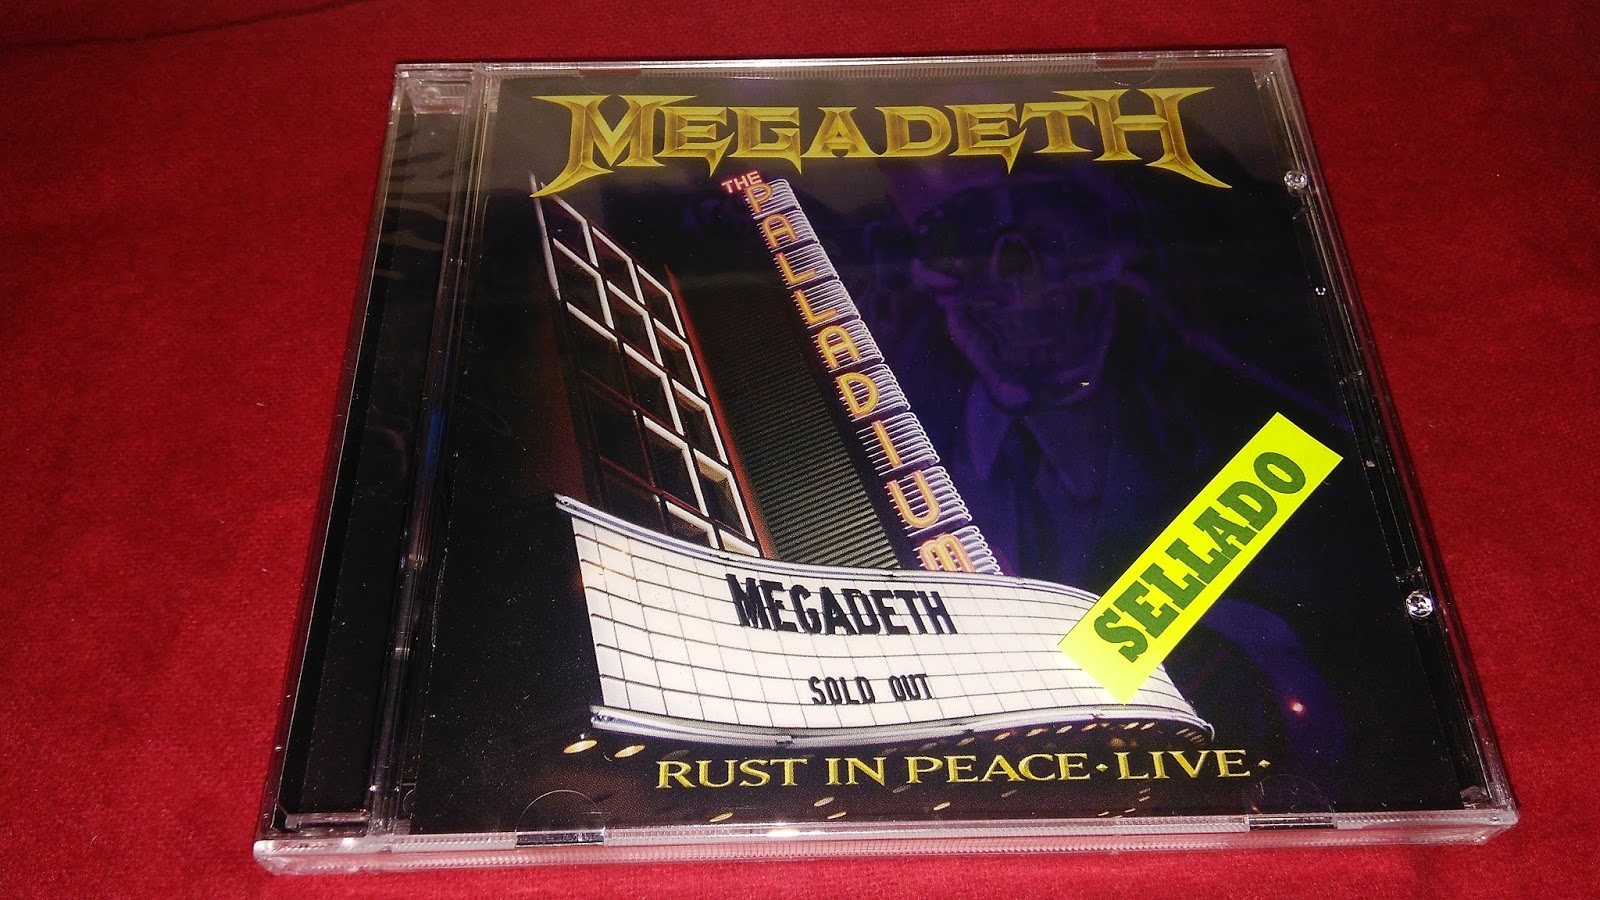 MEGADETH
THE
PALLADIUM
MEGADETH
SOLD OUT
SELLADO
RUST IN PEACE·LIVE·